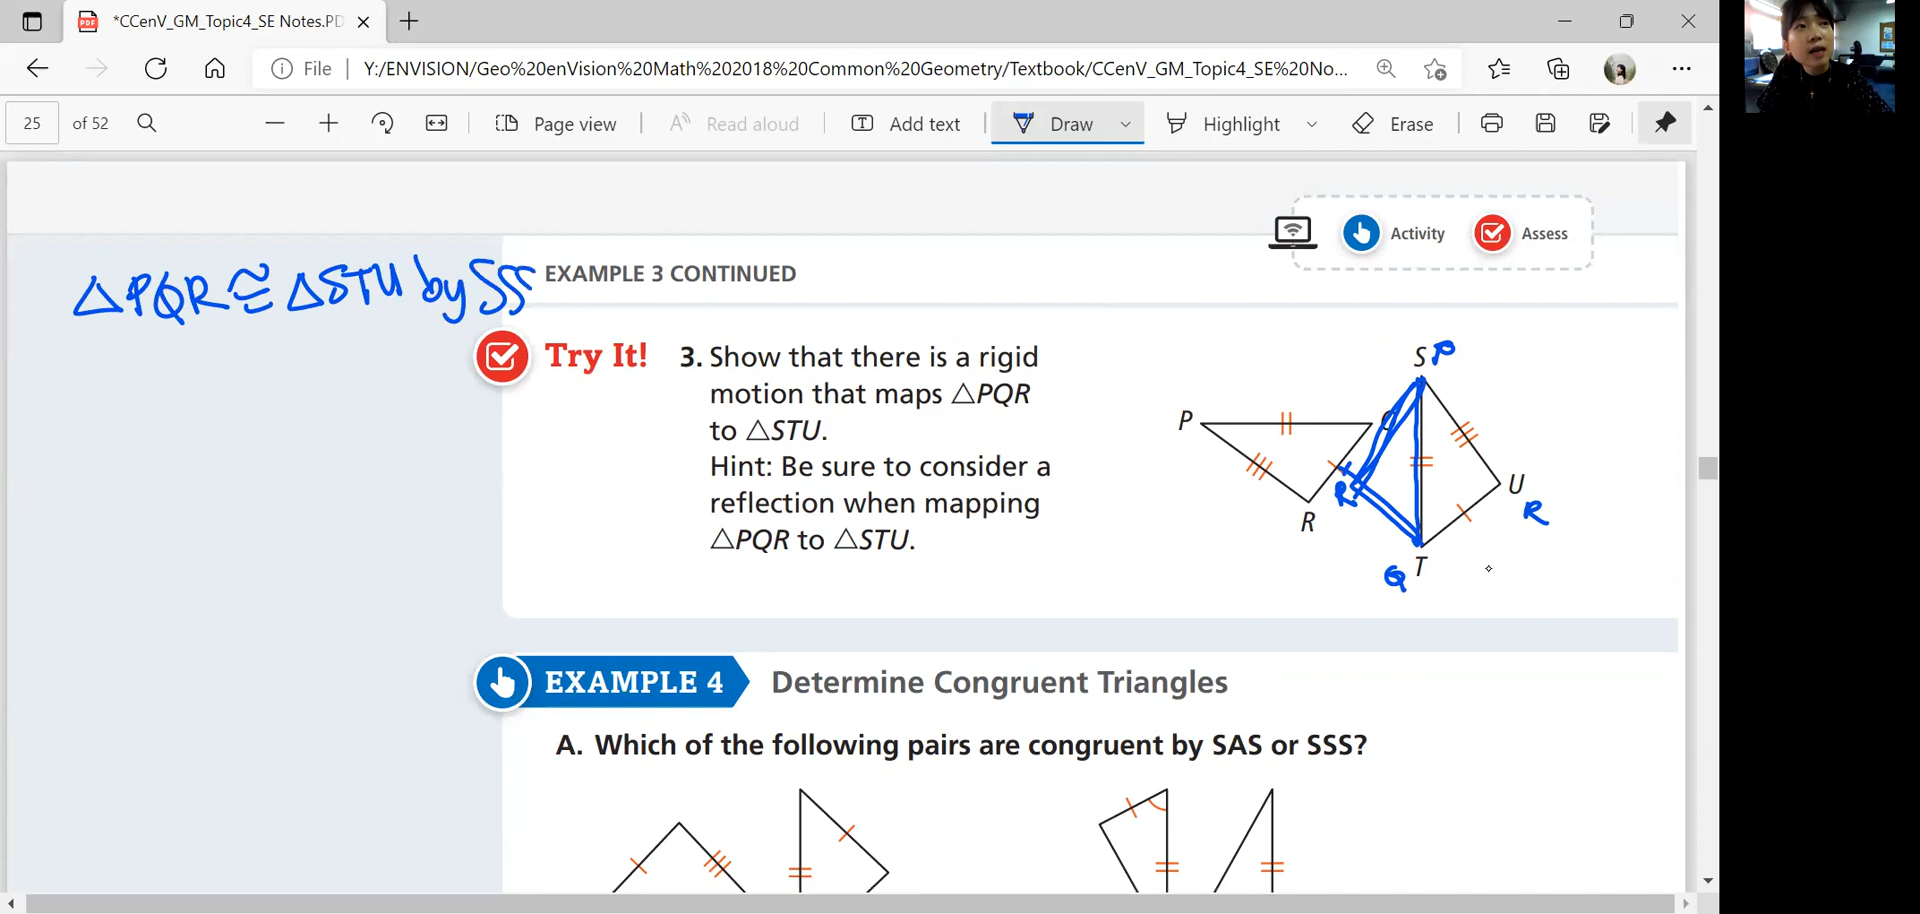 *CCenV_GM_Topic4_SE Notes.PD
File Y:/ENVISION/Geo%20enVision%20Math%202018%20Common%20Geometry/Textbook/CCenV_GM_Topic4_SE%20No...
25 of 52 Page view Read aloud Add text Draw Highlight Erase
Activity Assess
△PQR ≅ △STU by SSS
EXAMPLE 3 CONTINUED
Try It! 3. Show that there is a rigid
motion that maps △PQR
to △STU.
Hint: Be sure to consider a
reflection when mapping
△PQR to △STU.
S P
P
R
R
U
R
Q T
EXAMPLE 4 Determine Congruent Triangles
A. Which of the following pairs are congruent by SAS or SSS?